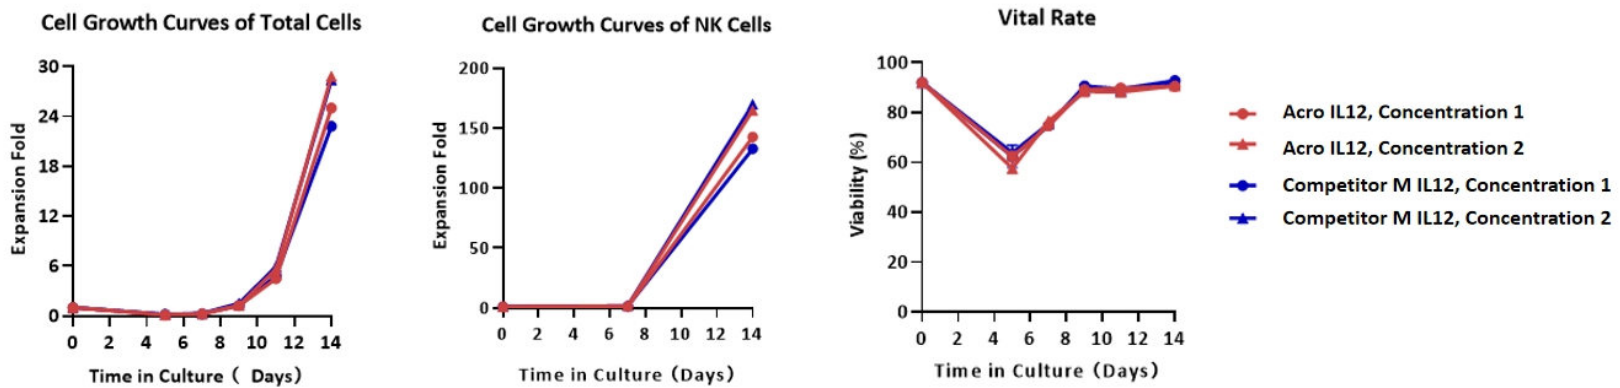 Cell Growth Curves of Total Cells
Expansion Fold
30
24
18
12
6
0
0 2 4 6 8 10 12 14
Time in Culture ( Days)
Cell Growth Curves of NK Cells
Expansion Fold
200
150
100
50
0
0 2 4 6 8 10 12 14
Time in Culture (Days)
Vital Rate
Viability (%)
100
80
60
40
20
0
0 2 4 6 8 10 12 14
Time in Culture (Days)
Acro IL12, Concentration 1
Acro IL12, Concentration 2
Competitor M IL12, Concentration 1
Competitor M IL12, Concentration 2